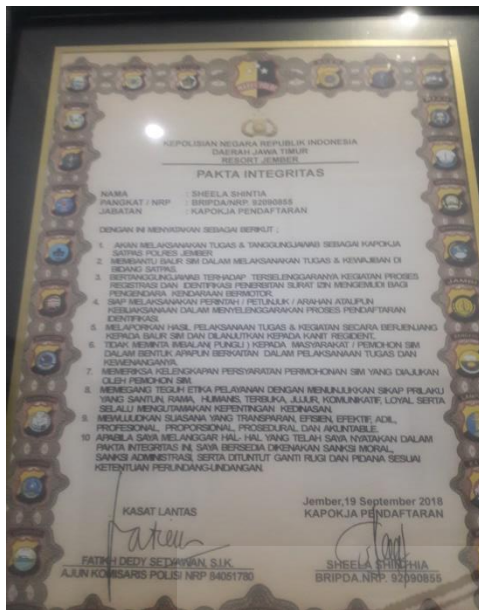 KEPOLISIAN NEGARA REPUBLIK INDONESIA
DAERAH JAWA TIMUR
RESORT JEMBER
PAKTA INTEGRITAS
NAMA : SHEELA SHINTIA
PANGKAT / NRP : BRIPDA/NRP. 92090855
JABATAN : KAPOKJA PENDAFTARAN
DENGAN INI MENYATAKAN SEBAGAI BERIKUT ;
1. AKAN MELAKSANAKAN TUGAS & TANGGUNGJAWAB SEBAGAI KAPOKJA
SATPAS POLRES JEMBER
2. MEMBANTU BAUR SIM DALAM MELAKSANAKAN TUGAS & KEWAJIBAN DI
BIDANG SATPAS.
3. BERTANGGUNGJAWAB TERHADAP TERSELENGGARANYA KEGIATAN PROSES
REGISTRASI DAN IDENTIFIKASI PENERBITAN SURAT IZIN MENGEMUDI BAGI
PENGENDARA KENDARAAN BERMOTOR.
4. SIAP MELAKSANAKAN PERINTAH / PETUNJUK / ARAHAN ATAUPUN
KEBIJAKSANAAN DALAM MENYELENGGARAKAN PROSES PENDAFTARAN
IDENTIFIKASI.
5. MELAPORKAN HASIL PELAKSANAAN TUGAS & KEGIATAN SECARA BERJENJANG
KEPADA BAUR SIM DAN DILANJUTKAN KEPADA KANIT REGIDENT.
6. TIDAK MEMINTA IMBALAN( PUNGLI ) KEPADA MASYARAKAT / PEMOHON SIM
DALAM BENTUK APAPUN BERKAITAN DALAM PELAKSANAAN TUGAS DAN
KEWENANGANYA.
7. MEMERIKSA KELENGKAPAN PERSYARATAN PERMOHONAN SIM YANG DIAJUKAN
OLEH PEMOHON SIM.
8. MEMEGANG TEGUH ETIKA PELAYANAN DENGAN MENUNJUKKAN SIKAP PRILAKU
YANG SANTUN, RAMA, HUMANIS, TERBUKA, JUJUR, KOMUNIKATIF, LOYAL SERTA
SELALU MENGUTAMAKAN KEPENTINGAN KEDINASAN.
9. MEWUJUDKAN SUASANA YANG TRANSPARAN, EFISIEN, EFEKTIF, ADIL,
PROFESIONAL, PROPORSIONAL, PROSEDURAL DAN AKUNTABLE.
10 APABILA SAYA MELANGGAR HAL- HAL YANG TELAH SAYA NYATAKAN DALAM
PAKTA INTEGRITAS INI, SAYA BERSEDIA DIKENAKAN SANKSI MORAL,
SANKSI ADMINISTRASI, SERTA DITUNTUT GANTI RUGI DAN PIDANA SESUAI
KETENTUAN PERUNDANG-UNDANGAN.
Jember,19 September 2018
KASAT LANTAS
KAPOKJA PENDAFTARAN
FATIKH DEDY SETIAWAN, S.I.K.
AJUN KOMISARIS POLISI NRP 84051780
SHEELA SHINTHIA
BRIPDA.NRP. 92090855